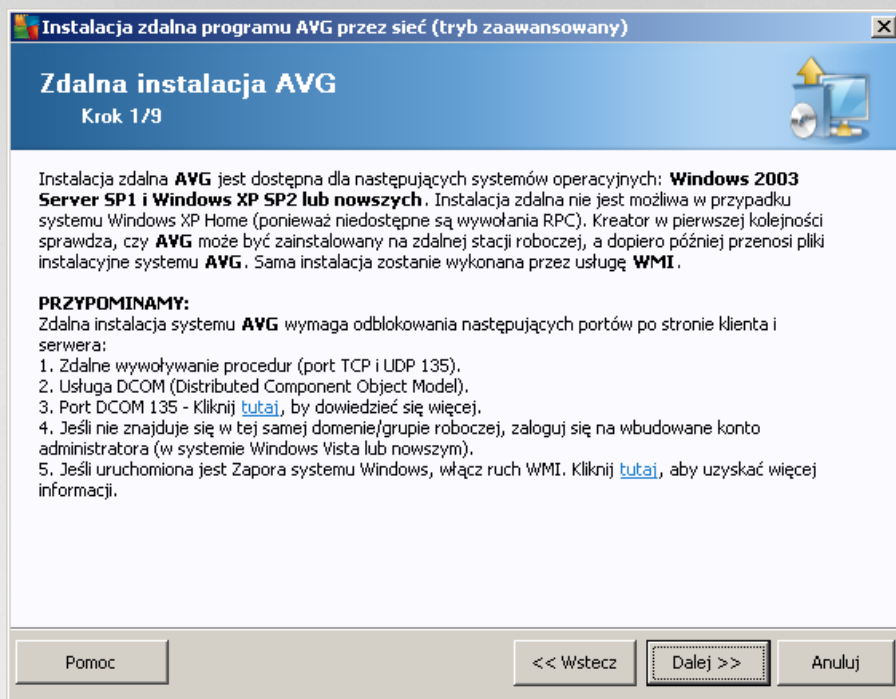 Instalacja zdalna programu AVG przez sieć (tryb zaawansowany)
Zdalna instalacja AVG
Krok 1/9
Instalacja zdalna AVG jest dostępna dla następujących systemów operacyjnych: Windows 2003
Server SP1 i Windows XP SP2 lub nowszych. Instalacja zdalna nie jest możliwa w przypadku
systemu Windows XP Home (ponieważ niedostępne są wywołania RPC). Kreator w pierwszej kolejności
sprawdza, czy AVG może być zainstalowany na zdalnej stacji roboczej, a dopiero później przenosi pliki
instalacyjne systemu AVG. Sama instalacja zostanie wykonana przez usługę WMI.
PRZYPOMINAMY:
Zdalna instalacja systemu AVG wymaga odblokowania następujących portów po stronie klienta i
serwera:
1. Zdalne wywoływanie procedur (port TCP i UDP 135).
2. Usługa DCOM (Distributed Component Object Model).
3. Port DCOM 135 - Kliknij tutaj, by dowiedzieć się więcej.
4. Jeśli nie znajduje się w tej samej domenie/grupie roboczej, zaloguj się na wbudowane konto
administratora (w systemie Windows Vista lub nowszym).
5. Jeśli uruchomiona jest Zapora systemu Windows, włącz ruch WMI. Kliknij tutaj, aby uzyskać więcej
informacji.
Pomoc
<< Wstecz
Dalej >>
Anuluj